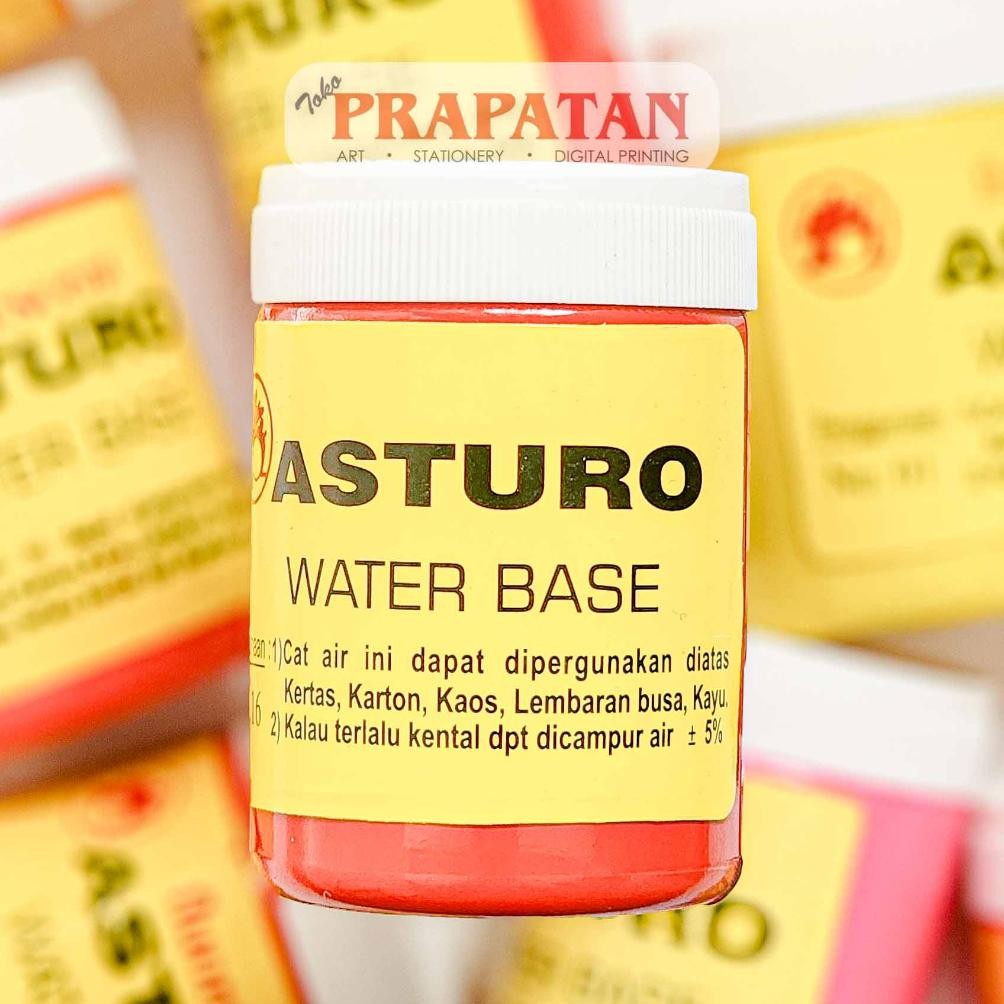 Toko
PRAPATAN
ART • STATIONERY • DIGITAL PRINTING
ASTURO
WATER BASE
1) Cat air ini dapat dipergunakan diatas
Kertas, Karton, Kaos, Lembaran busa, Kayu.
16
2) Kalau terlalu kental dpt dicampur air ± 5%